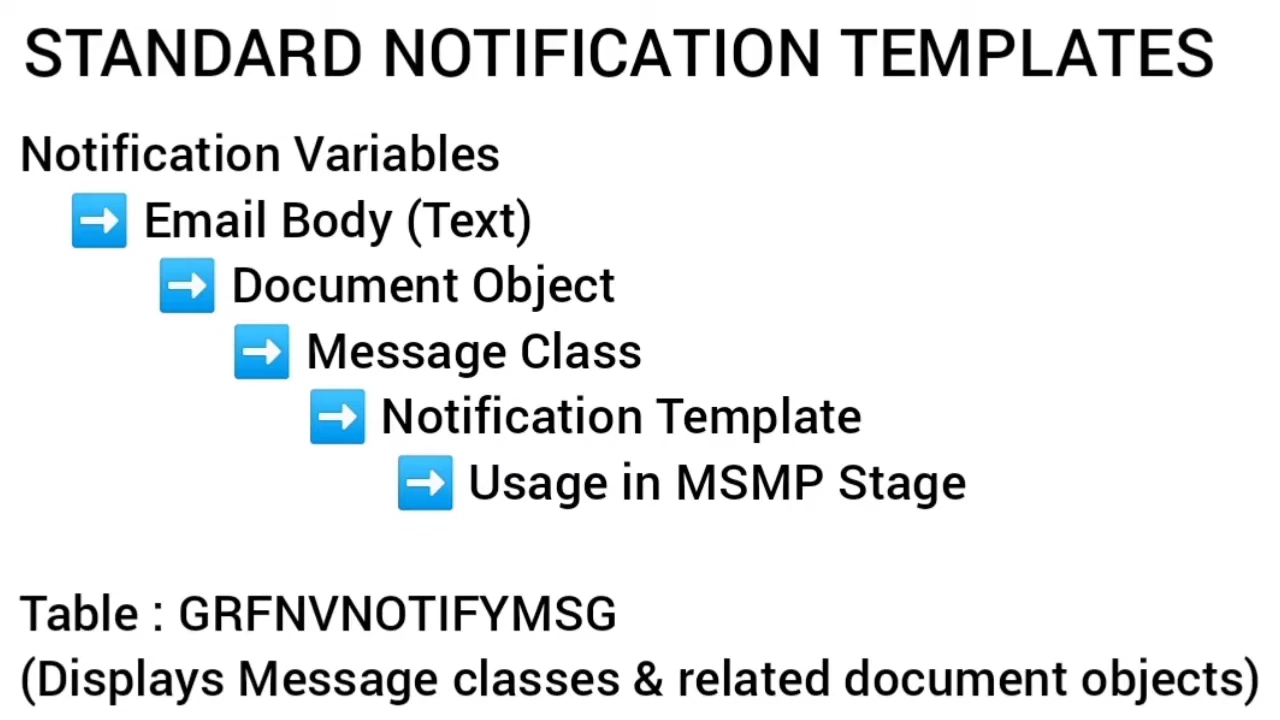 STANDARD NOTIFICATION TEMPLATES
Notification Variables
➡ Email Body (Text)
➡ Document Object
➡ Message Class
➡ Notification Template
➡ Usage in MSMP Stage
Table : GRFNVNOTIFYMSG
(Displays Message classes & related document objects)